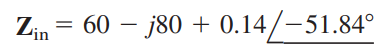 Z_in = 60 − j80 + 0.14/−51.84°